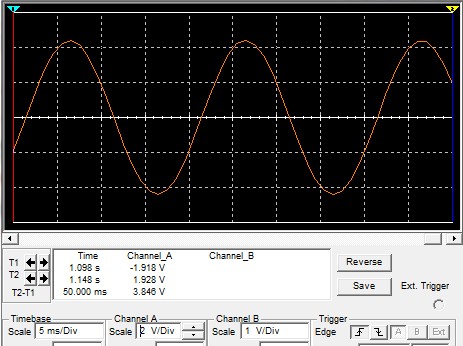 1 2
Time Channel_A Channel_B
T1 1.098 s -1.918 V
T2 1.148 s 1.928 V
T2-T1 50.000 ms 3.846 V
Reverse
Save
Ext. Trigger
Timebase Channel A Channel B Trigger
Scale 5 ms/Div Scale 2 V/Div Scale 1 V/Div Edge A B Ext